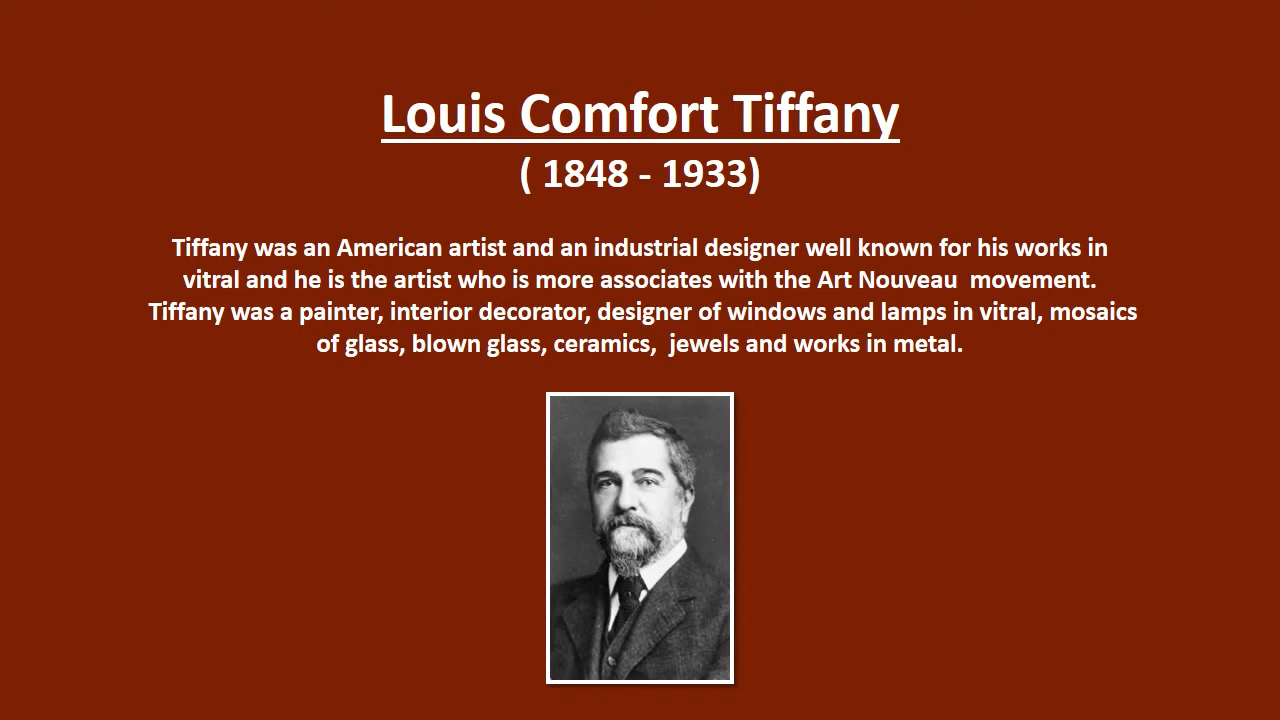 Louis Comfort Tiffany
( 1848 - 1933)
Tiffany was an American artist and an industrial designer well known for his works in
vitral and he is the artist who is more associates with the Art Nouveau  movement.
Tiffany was a painter, interior decorator, designer of windows and lamps in vitral, mosaics
of glass, blown glass, ceramics,  jewels and works in metal.